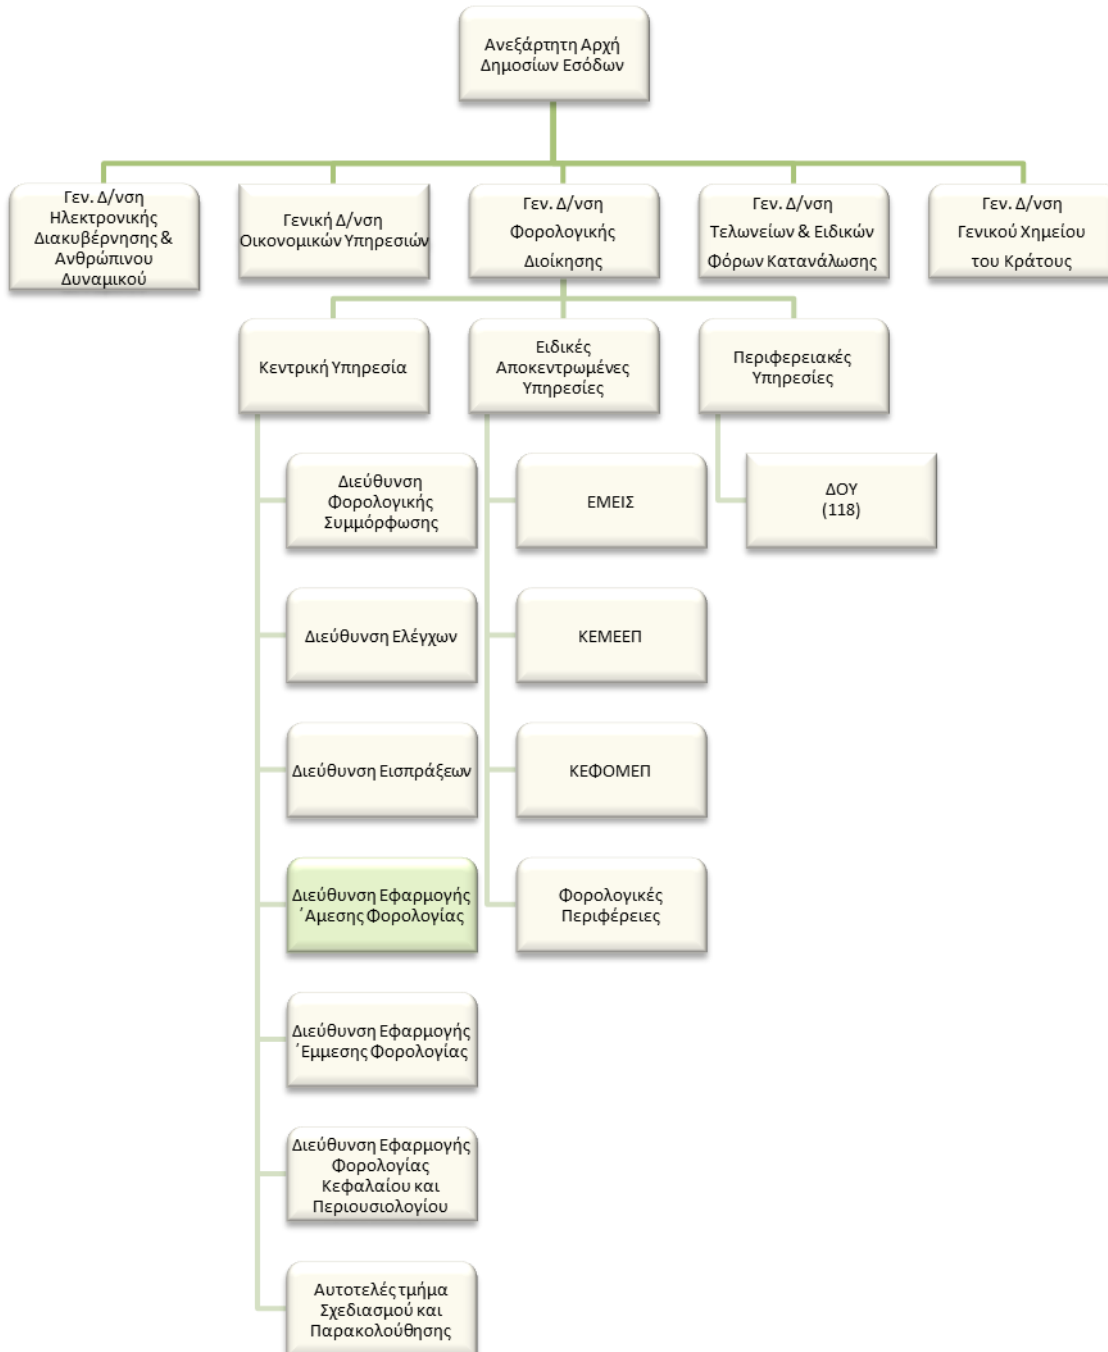 Ανεξάρτητη Αρχή
Δημοσίων Εσόδων
Γεν. Δ/νση
Ηλεκτρονικής
Διακυβέρνησης &
Ανθρώπινου
Δυναμικού
Γενική Δ/νση
Οικονομικών Υπηρεσιών
Γεν. Δ/νση
Φορολογικής
Διοίκησης
Γεν. Δ/νση
Τελωνείων & Ειδικών
Φόρων Κατανάλωσης
Γεν. Δ/νση
Γενικού Χημείου
του Κράτους
Κεντρική Υπηρεσία
Ειδικές
Αποκεντρωμένες
Υπηρεσίες
Περιφερειακές
Υπηρεσίες
Διεύθυνση
Φορολογικής
Συμμόρφωσης
ΕΜΕΙΣ
ΔΟΥ
(118)
Διεύθυνση Ελέγχων
ΚΕΜΕΕΠ
Διεύθυνση Εισπράξεων
ΚΕΦΟΜΕΠ
Διεύθυνση Εφαρμογής
΄Αμεσης Φορολογίας
Φορολογικές
Περιφέρειες
Διεύθυνση Εφαρμογής
΄Εμμεσης Φορολογίας
Διεύθυνση Εφαρμογής
Φορολογίας
Κεφαλαίου και
Περιουσιολογίου
Αυτοτελές τμήμα
Σχεδιασμού και
Παρακολούθησης